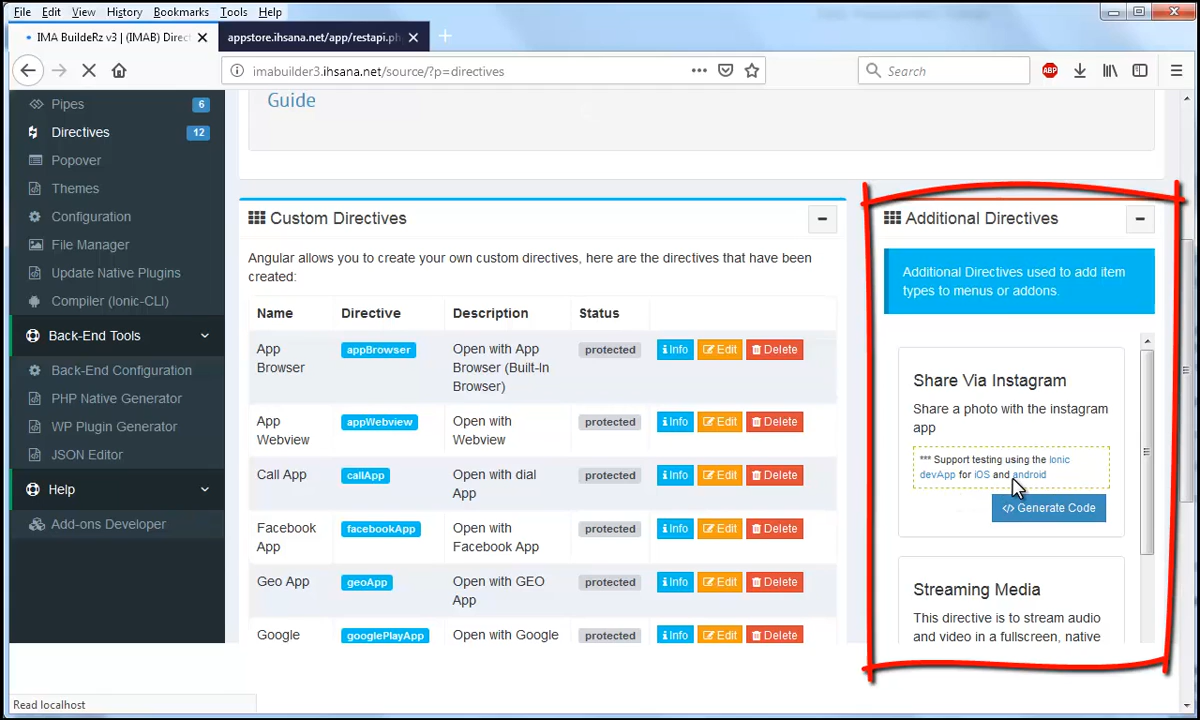 File Edit View History Bookmarks Tools Help
IMA BuildeRz v3 | (IMAB) Direct
appstore.ihsana.net/app/restapi.ph
imabuilder3.ihsana.net/source/?p=directives
Search
ABP
Pipes 6
Directives 12
Popover
Themes
Configuration
File Manager
Update Native Plugins
Compiler (Ionic-CLI)
Back-End Tools
Back-End Configuration
PHP Native Generator
WP Plugin Generator
JSON Editor
Help
Add-ons Developer
Guide
Custom Directives
Angular allows you to create your own custom directives, here are the directives that have been
created:
Name Directive Description Status
App
Browser
appBrowser
Open with App
Browser (Built-In
Browser)
protected
Info Edit Delete
App
Webview
appWebview
Open with
Webview
protected
Info Edit Delete
Call App
callApp
Open with dial
App
protected
Info Edit Delete
Facebook
App
facebookApp
Open with
Facebook App
protected
Info Edit Delete
Geo App
geoApp
Open with GEO
App
protected
Info Edit Delete
Google
googlePlayApp
Open with Google
protected
Info Edit Delete
Additional Directives
Additional Directives used to add item
types to menus or addons.
Share Via Instagram
Share a photo with the instagram
app
*** Support testing using the Ionic
devApp for iOS and android
Generate Code
Streaming Media
This directive is to stream audio
and video in a fullscreen, native
Read localhost